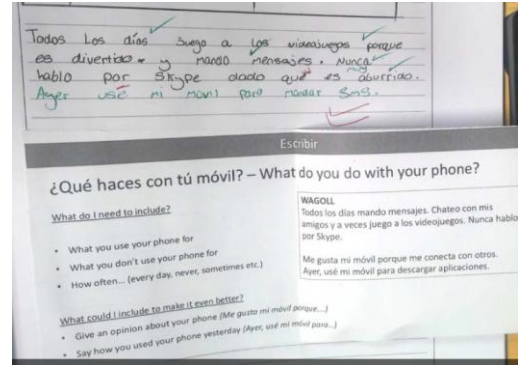 Todos Los días Juego a Los videojuegos porque
es divertido y mando mensajes. Nunca
hablo por Skype dado qué es muy aburrido.
Ayer usé mi móvil para mandar Sms.
Escribir
¿Qué haces con tú móvil? – What do you do with your phone?
What do I need to include?
• What you use your phone for
• What you don't use your phone for
• How often... (every day, never, sometimes etc.)
What could I include to make it even better?
• Give an opinion about your phone (Me gusta mi móvil porque...)
• Say how you used your phone yesterday (Ayer, usé mi móvil para...)
WAGOLL
Todos los días mando mensajes. Chateo con mis
amigos y a veces juego a los videojuegos. Nunca hablo
por Skype.
Me gusta mi móvil porque me conecta con otros.
Ayer, usé mi móvil para descargar aplicaciones.